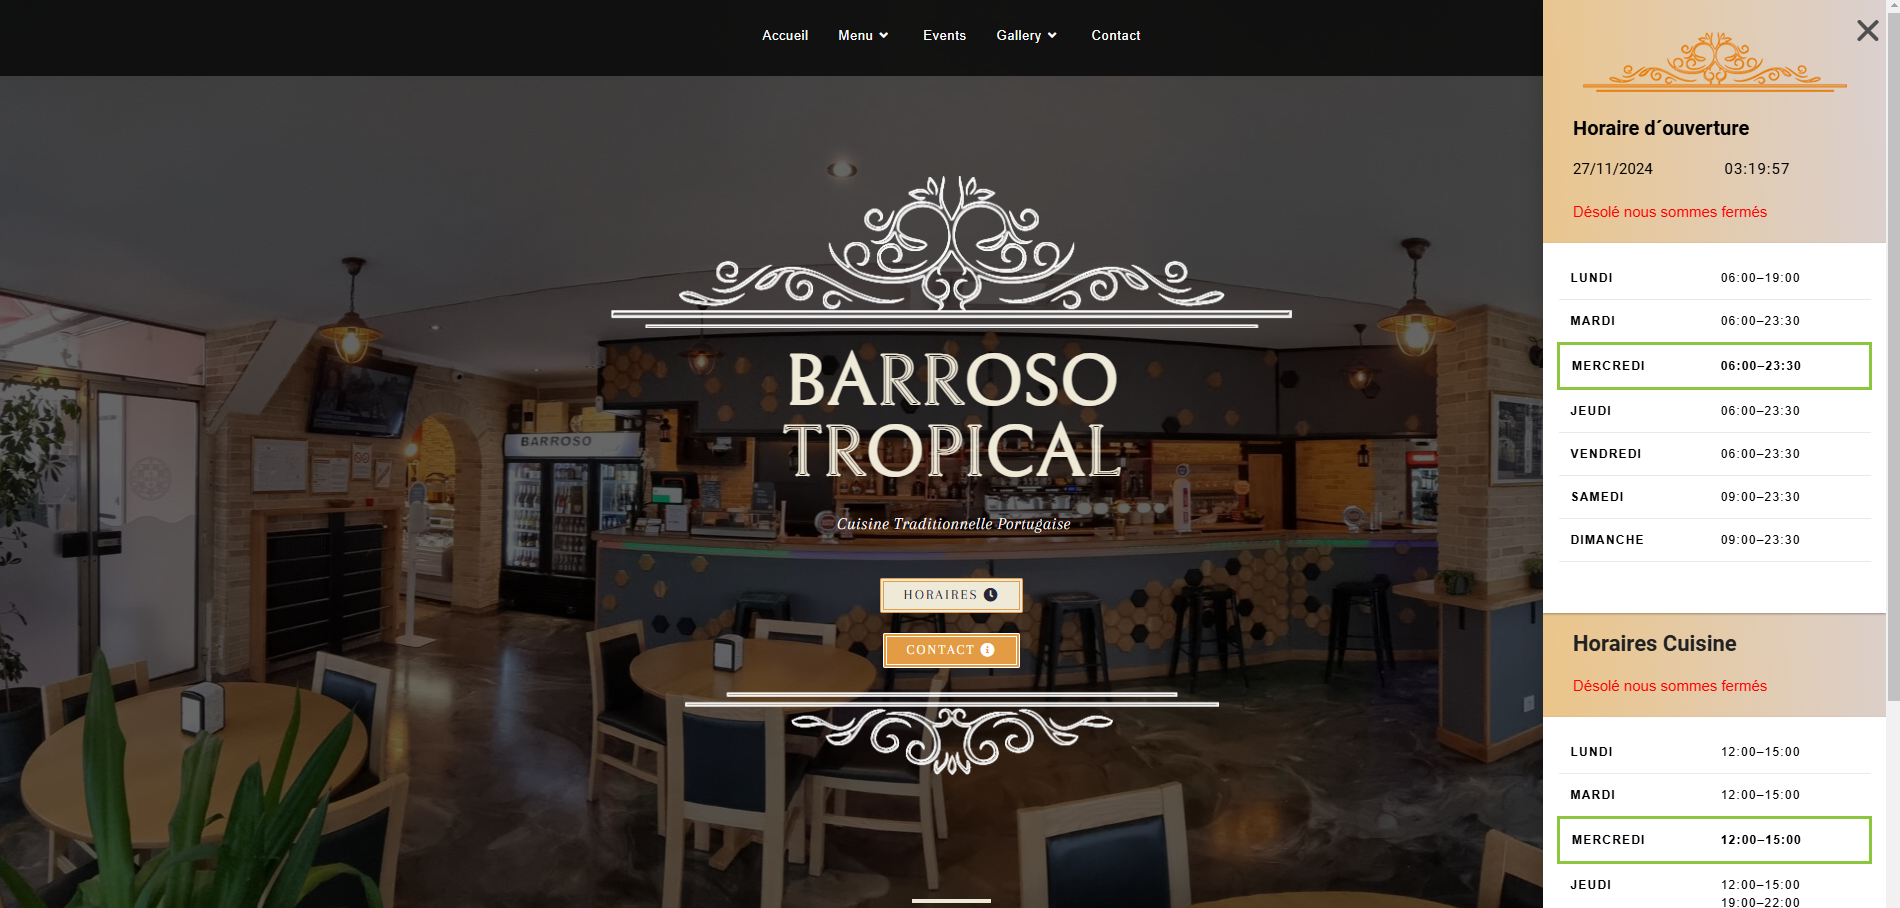 Accueil
Menu
Events
Gallery
Contact
BARROSO
TROPICAL
Cuisine Traditionnelle Portugaise
HORAIRES
CONTACT
BARROSO
Horaire d´ouverture
27/11/2024 03:19:57
Désolé nous sommes fermés
LUNDI 06:00–19:00
MARDI 06:00–23:30
MERCREDI 06:00–23:30
JEUDI 06:00–23:30
VENDREDI 06:00–23:30
SAMEDI 09:00–23:30
DIMANCHE 09:00–23:30
Horaires Cuisine
Désolé nous sommes fermés
LUNDI 12:00–15:00
MARDI 12:00–15:00
MERCREDI 12:00–15:00
JEUDI 12:00–15:00
19:00–22:00